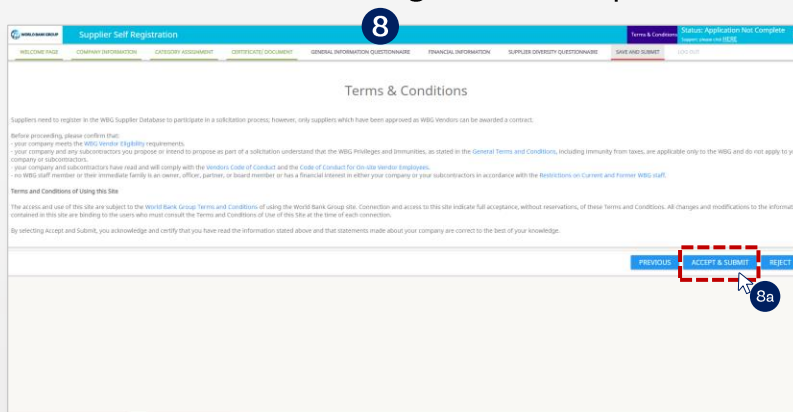 8
WORLD BANK GROUP
Supplier Self Registration
Terms & Conditions
Status: Application Not Complete
Support: please click HERE
WELCOME PAGE
COMPANY INFORMATION
CATEGORY ASSIGNMENT
CERTIFICATE/ DOCUMENT
GENERAL INFORMATION QUESTIONNAIRE
FINANCIAL INFORMATION
SUPPLIER DIVERSITY QUESTIONNAIRE
SAVE AND SUBMIT
LOG OUT
Terms & Conditions
Suppliers need to register in the WBG Supplier Database to participate in a solicitation process; however, only suppliers which have been approved as WBG Vendors can be awarded a contract.
Before proceeding, please confirm that:
- your company meets the WBG Vendor Eligibility requirements.
- your company and any subcontractors you propose or intend to propose as part of a solicitation understand that the WBG Privileges and Immunities, as stated in the General Terms and Conditions, including immunity from taxes, are applicable only to the WBG and do not apply to
company or subcontractors.
- your company and subcontractors have read and will comply with the Vendors Code of Conduct and the Code of Conduct for On-site Vendor Employees.
- no WBG staff member or their immediate family is an owner, officer, partner, or board member or has a financial interest in either your company or your subcontractors in accordance with the Restrictions on Current and Former WBG staff.
Terms and Conditions of Using this Site
The access and use of this site are subject to the World Bank Group Terms and Conditions of using the World Bank Group site. Connection and access to this site indicate full acceptance, without reservations, of these Terms and Conditions. All changes and modifications to the
contained in this site are binding to the users who must consult the Terms and Conditions of Use of this Site at the time of each connection.
By selecting Accept and Submit, you acknowledge and certify that you have read the information stated above and that statements made about your company are correct to the best of your knowledge.
PREVIOUS
ACCEPT & SUBMIT
REJECT
8a